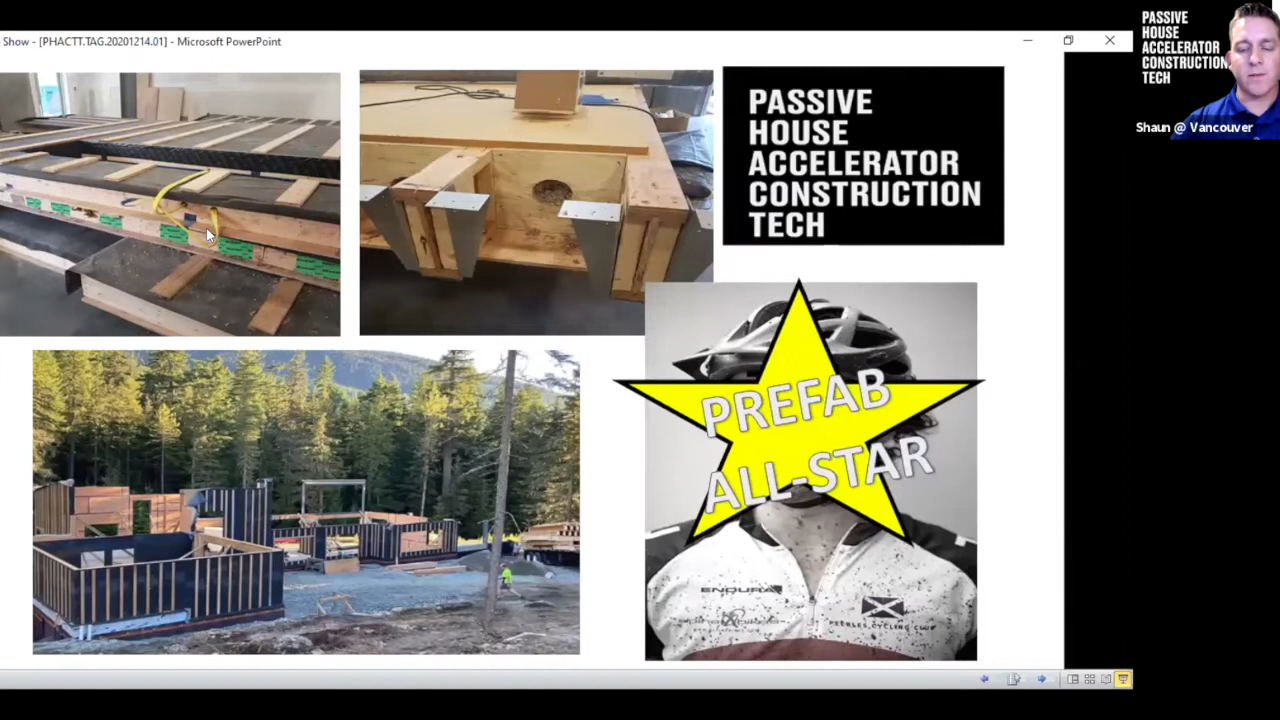 Show - [PHACTT.TAG.20201214.01] - Microsoft PowerPoint
PASSIVE
HOUSE
ACCELERATOR
CONSTRUCTION
TECH
Shaun @ Vancouver
PASSIVE
HOUSE
ACCELERATOR
CONSTRUCTION
TECH
PREFAB
ALL-STAR
ENDURA
PEEBLES CYCLING CLUB